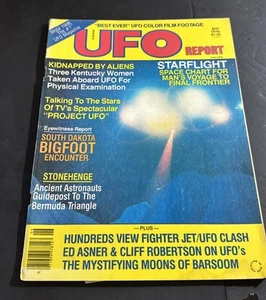 "BEST EVER" UFO COLOR FILM FOOTAGE
UFO
REPORT
KIDNAPPED BY ALIENS
Three Kentucky Women
Taken Aboard UFO For
Physical Examination
STARFLIGHT
SPACE CHART FOR
MAN'S VOYAGE TO
FINAL FRONTIER
Talking To The Stars
Of TV's Spectacular
"PROJECT UFO"
Eyewitness Report
SOUTH DAKOTA
BIGFOOT
ENCOUNTER
STONEHENGE
Ancient Astronauts
Guidepost To The
Bermuda Triangle
PLUS
HUNDREDS VIEW FIGHTER JET/UFO CLASH
ED ASNER & CLIFF ROBERTSON ON UFO's
THE MYSTIFYING MOONS OF BARSOOM